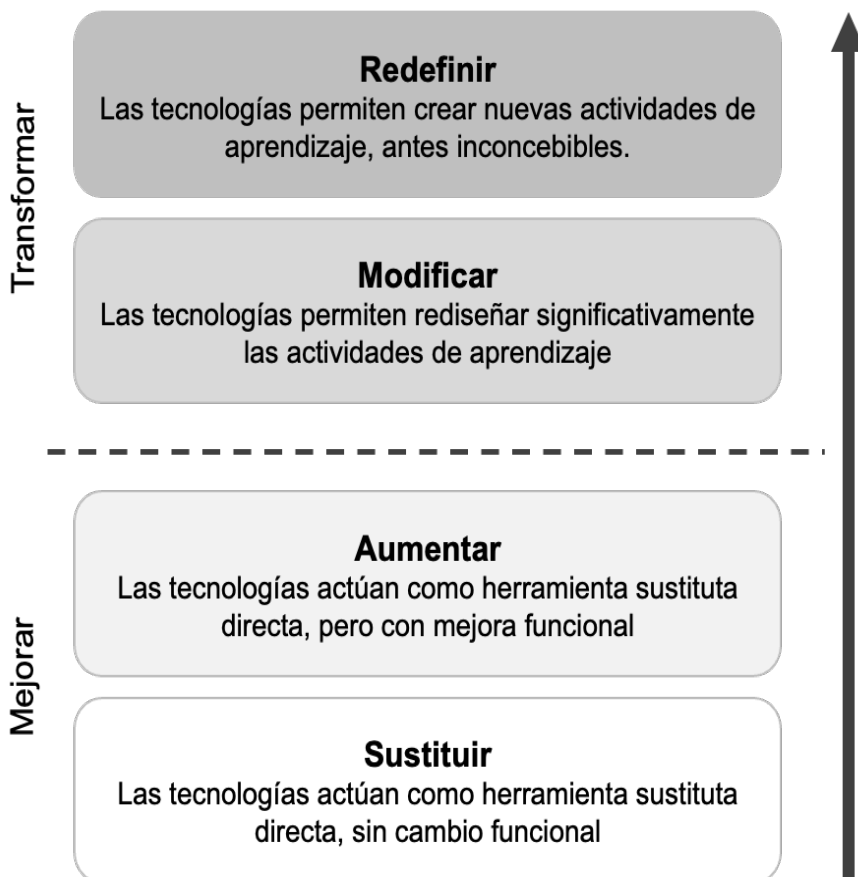 Transformar
Redefinir
Las tecnologías permiten crear nuevas actividades de
aprendizaje, antes inconcebibles.
Modificar
Las tecnologías permiten rediseñar significativamente
las actividades de aprendizaje
Mejorar
Aumentar
Las tecnologías actúan como herramienta sustituta
directa, pero con mejora funcional
Sustituir
Las tecnologías actúan como herramienta sustituta
directa, sin cambio funcional